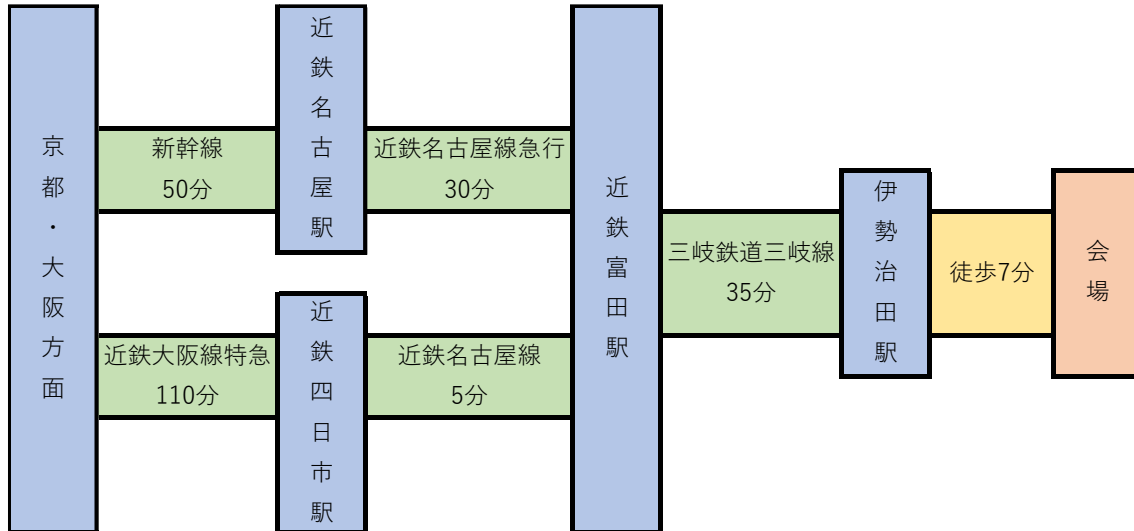 京都・大阪方面
新幹線
50分
近鉄名古屋駅
近鉄名古屋線急行
30分
近鉄大阪線特急
110分
近鉄四日市駅
近鉄名古屋線
5分
近鉄富田駅
三岐鉄道三岐線
35分
伊勢治田駅
徒歩7分
会場